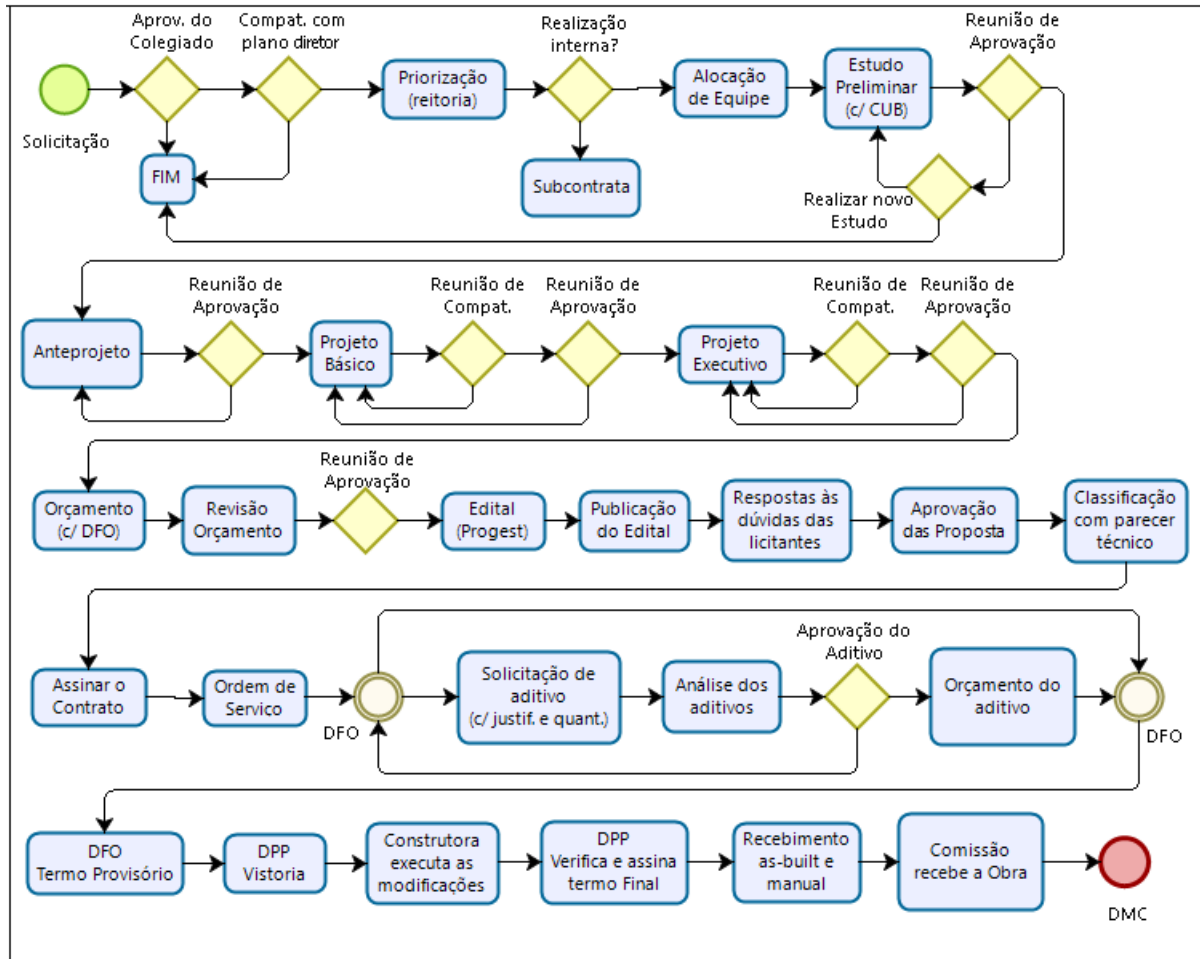 Aprov. do
Colegiado
Compat. com
plano diretor
Realização
interna?
Reunião de
Aprovação
Solicitação
Priorização
(reitoria)
Alocação
de Equipe
Estudo
Preliminar
(c/ CUB)
FIM
Subcontrata
Realizar novo
Estudo
Anteprojeto
Reunião de
Aprovação
Projeto
Básico
Reunião de
Compat.
Reunião de
Aprovação
Projeto
Executivo
Reunião de
Compat.
Reunião de
Aprovação
Orçamento
(c/ DFO)
Revisão
Orçamento
Reunião de
Aprovação
Edital
(Progest)
Publicação
do Edital
Respostas às
dúvidas das
licitantes
Aprovação
das Proposta
Classificação
com parecer
técnico
Assinar o
Contrato
Ordem de
Servico
DFO
Solicitação de
aditivo
(c/ justif. e quant.)
Análise dos
aditivos
Aprovação do
Aditivo
Orçamento do
aditivo
DFO
DFO
Termo Provisório
DPP
Vistoria
Construtora
executa as
modificações
DPP
Verifica e assina
termo Final
Recebimento
as-built e
manual
Comissão
recebe a Obra
DMC